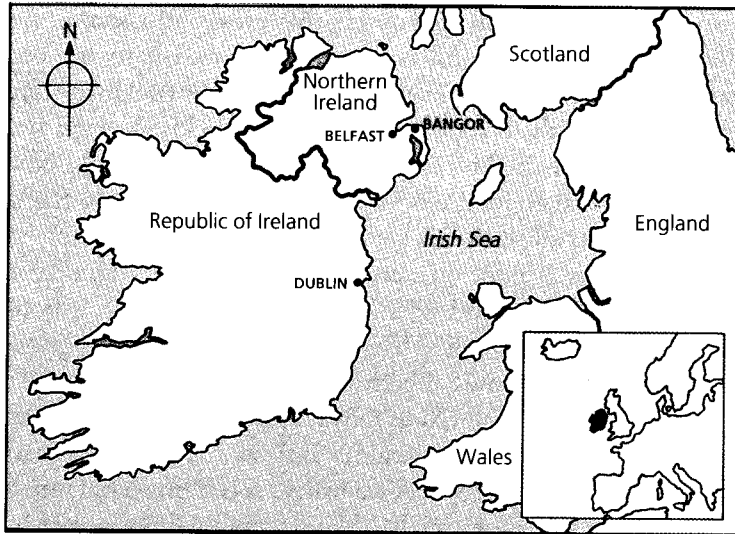 N
Scotland
Northern
Ireland
BELFAST
BANGOR
Republic of Ireland
Irish Sea
England
DUBLIN
Wales